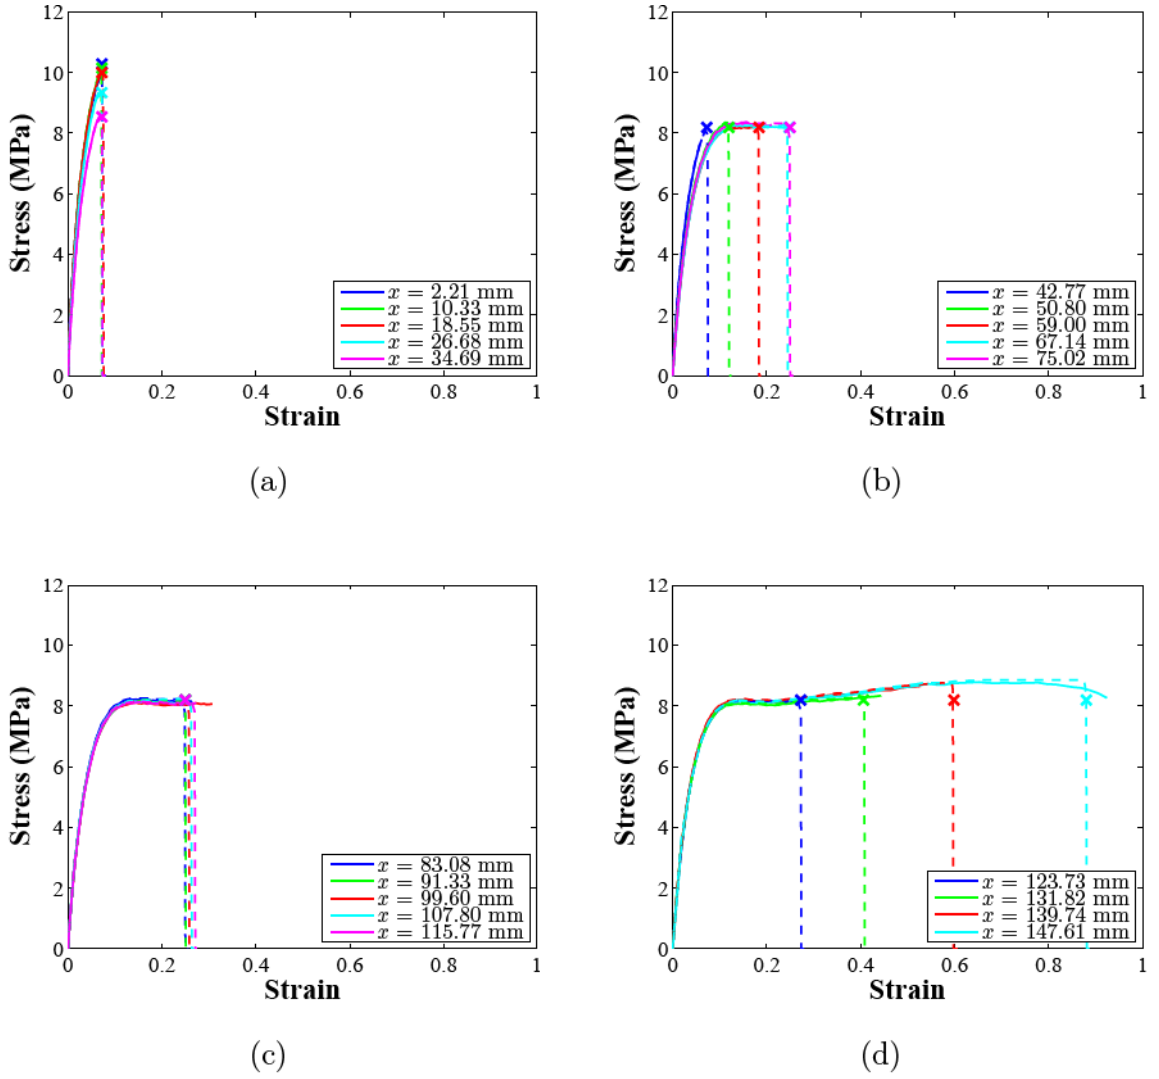 12
10
8
6
4
2
0
Stress (MPa)
x = 2.21 mm
x = 10.33 mm
x = 18.55 mm
x = 26.68 mm
x = 34.69 mm
0 0.2 0.4 0.6 0.8 1
Strain
(a)
12
10
8
6
4
2
0
Stress (MPa)
x = 42.77 mm
x = 50.80 mm
x = 59.00 mm
x = 67.14 mm
x = 75.02 mm
0 0.2 0.4 0.6 0.8 1
Strain
(b)
12
10
8
6
4
2
0
Stress (MPa)
x = 83.08 mm
x = 91.33 mm
x = 99.60 mm
x = 107.80 mm
x = 115.77 mm
0 0.2 0.4 0.6 0.8 1
Strain
(c)
12
10
8
6
4
2
0
Stress (MPa)
x = 123.73 mm
x = 131.82 mm
x = 139.74 mm
x = 147.61 mm
0 0.2 0.4 0.6 0.8 1
Strain
(d)